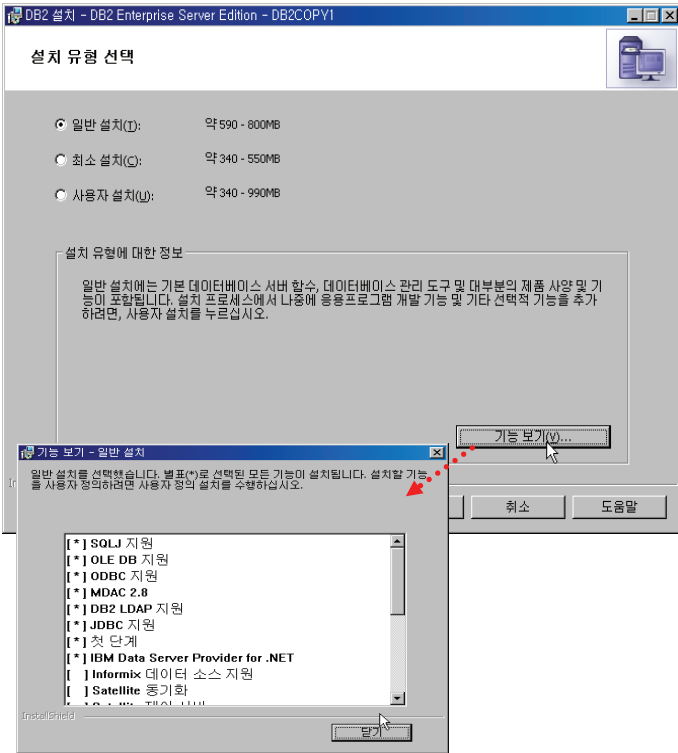 DB2 설치 - DB2 Enterprise Server Edition - DB2COPY1
설치 유형 선택
일반 설치(T): 약 590 - 800MB
최소 설치(C): 약 340 - 550MB
사용자 설치(U): 약 340 - 990MB
설치 유형에 대한 정보
일반 설치에는 기본 데이터베이스 서버 함수, 데이터베이스 관리 도구 및 대부분의 제품 사양 및 기
능이 포함됩니다. 설치 프로세스에서 나중에 응용프로그램 개발 기능 및 기타 선택적 기능을 추가
하려면, 사용자 설치를 누르십시오.
기능 보기(V)...
취소
도움말
기능 보기 - 일반 설치
일반 설치를 선택했습니다. 별표(*)로 선택된 모든 기능이 설치됩니다. 설치할 기능
을 사용자 정의하려면 사용자 정의 설치를 수행하십시오.
[ * ] SQLJ 지원
[ * ] OLE DB 지원
[ * ] ODBC 지원
[ * ] MDAC 2.8
[ * ] DB2 LDAP 지원
[ * ] JDBC 지원
[ * ] 첫 단계
[ * ] IBM Data Server Provider for .NET
[   ] Informix 데이터 소스 지원
[   ] Satellite 동기화
InstallShield
닫기